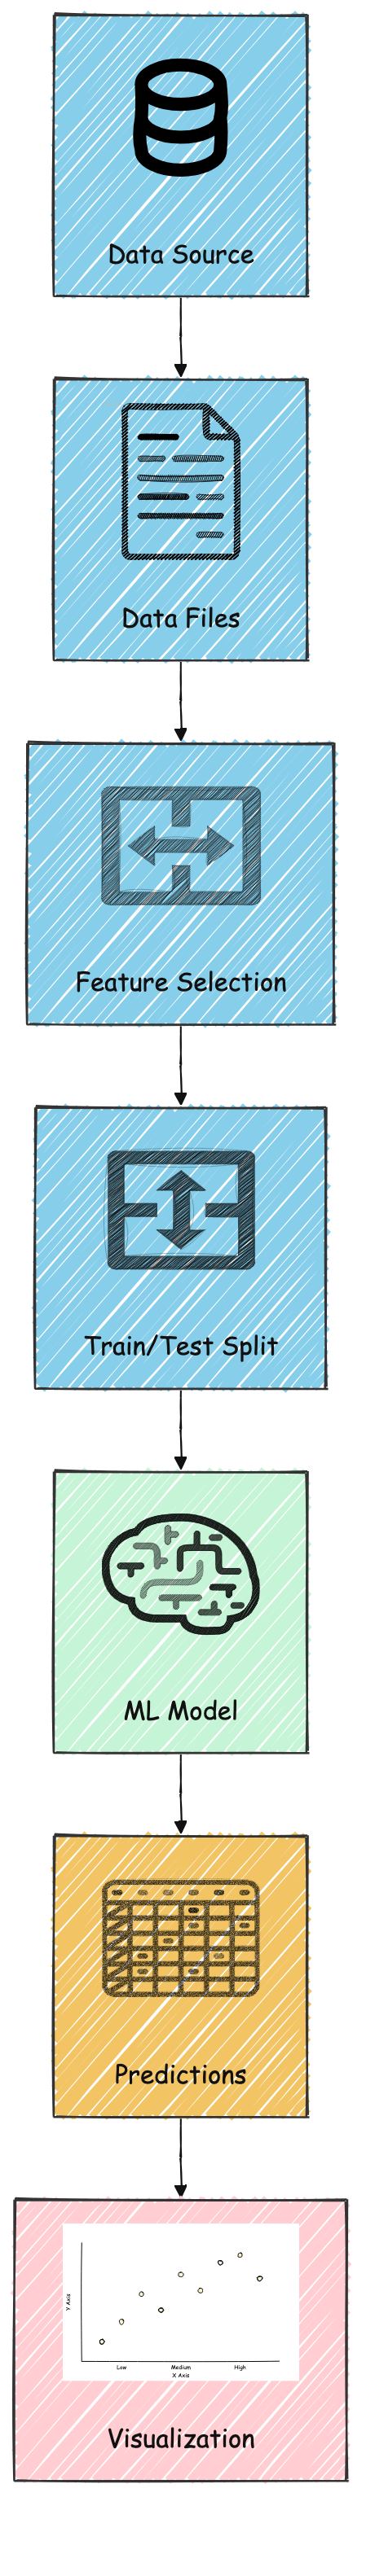 Data Source
Data Files
Feature Selection
Train/Test Split
ML Model
Predictions
Y Axis
Low Medium High
X Axis
Visualization